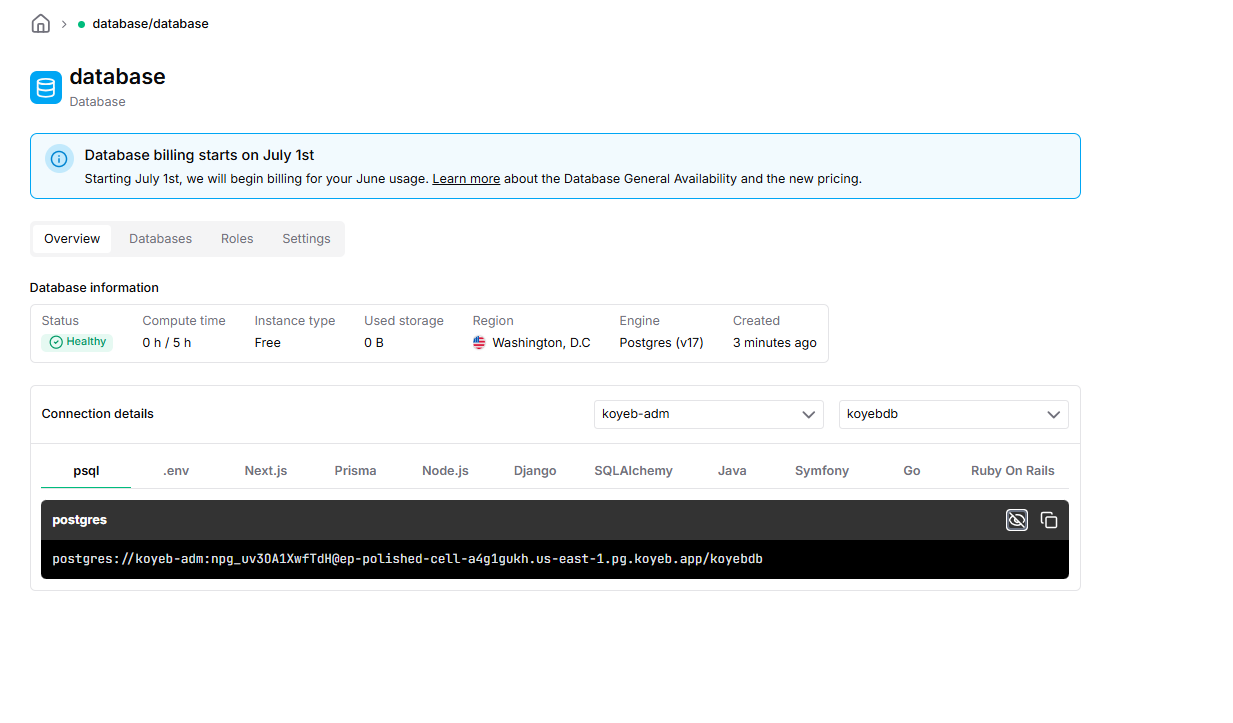 database/database
database
Database
Database billing starts on July 1st
Starting July 1st, we will begin billing for your June usage. Learn more about the Database General Availability and the new pricing.
Overview Databases Roles Settings
Database information
Status Compute time Instance type Used storage Region Engine Created
Healthy 0 h / 5 h Free 0 B Washington, D.C Postgres (v17) 3 minutes ago
Connection details koyeb-adm koyebdb
psql .env Next.js Prisma Node.js Django SQLAlchemy Java Symfony Go Ruby On Rails
postgres
postgres://koyeb-adm:npg_uv3OA1XwfTdH@ep-polished-cell-a4g1gukh.us-east-1.pg.koyeb.app/koyebdb